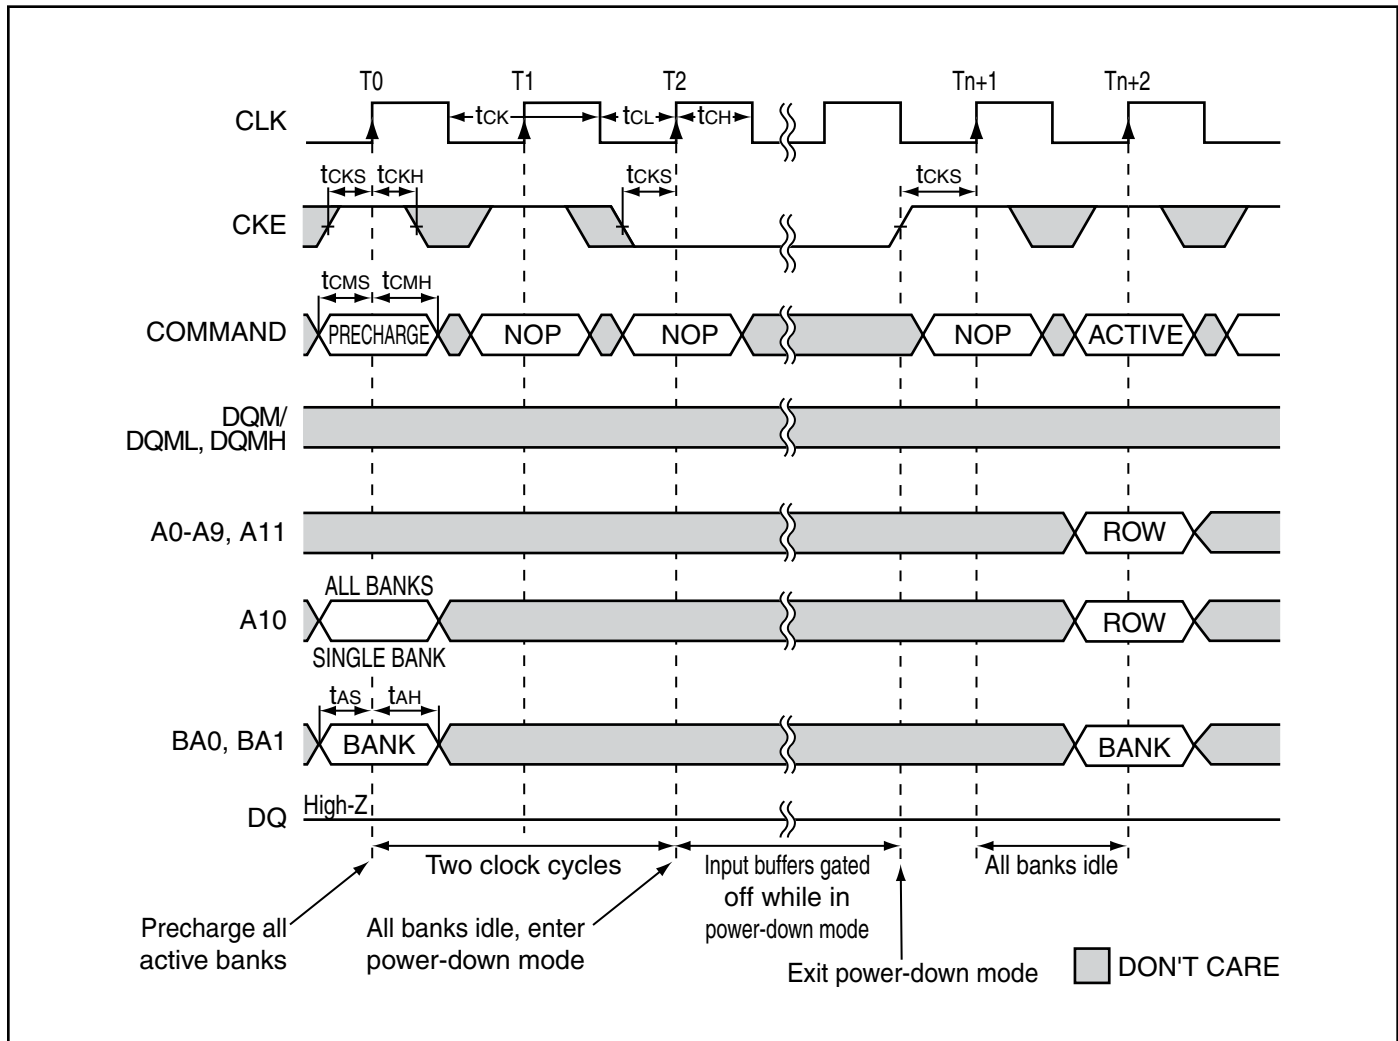 T0 T1 T2 Tn+1 Tn+2
CLK tCK tCL tCH
tCKS tCKH tCKS tCKS
CKE
tCMS tCMH
COMMAND PRECHARGE NOP NOP NOP ACTIVE
DQM/
DQML, DQMH
A0-A9, A11 ROW
ALL BANKS
A10 ROW
SINGLE BANK
tAS tAH
BA0, BA1 BANK BANK
DQ High-Z
Two clock cycles
Input buffers gated
off while in
power-down mode
All banks idle
Precharge all
active banks
All banks idle, enter
power-down mode
Exit power-down mode
DON'T CARE